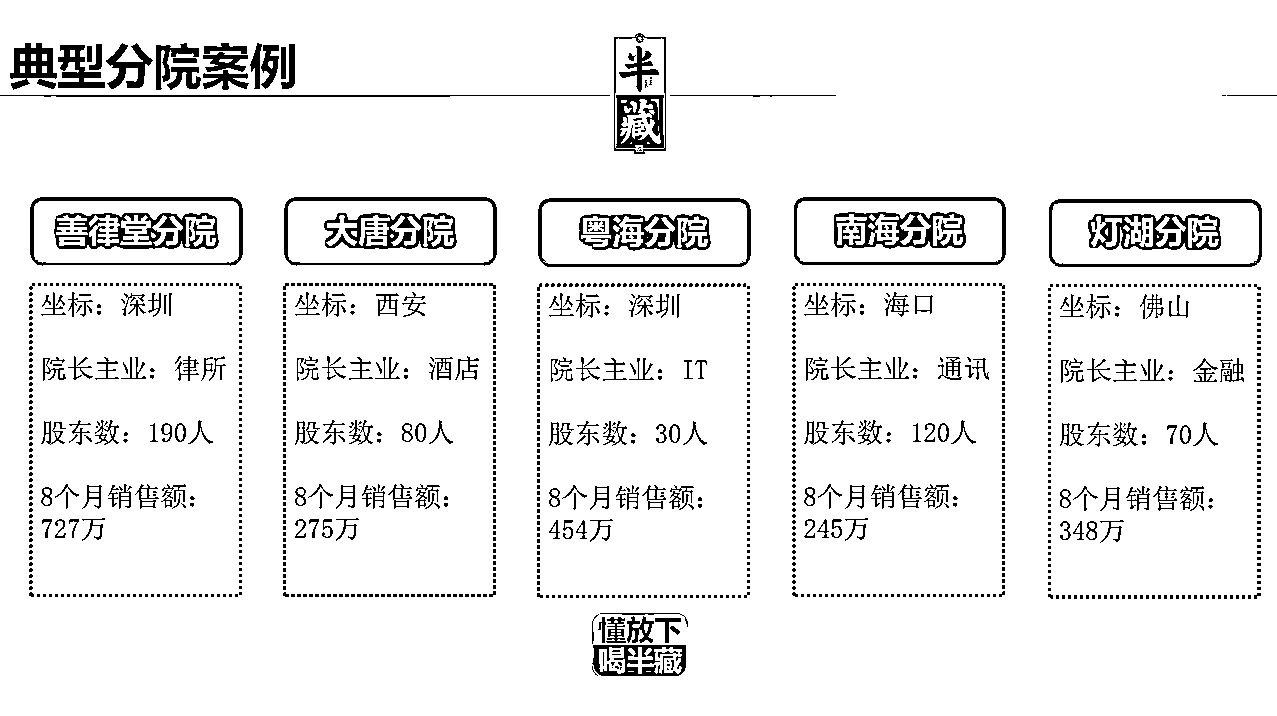 典型分院案例
半
藏
善律堂分院
坐标：深圳
院长主业：律所
股东数：190人
8个月销售额：
727万
大唐分院
坐标：西安
院长主业：酒店
股东数：80人
8个月销售额：
275万
粤海分院
坐标：深圳
院长主业：IT
股东数：30人
8个月销售额：
454万
南海分院
坐标：海口
院长主业：通讯
股东数：120人
8个月销售额：
245万
灯湖分院
坐标：佛山
院长主业：金融
股东数：70人
8个月销售额：
348万
懂放下
喝半藏